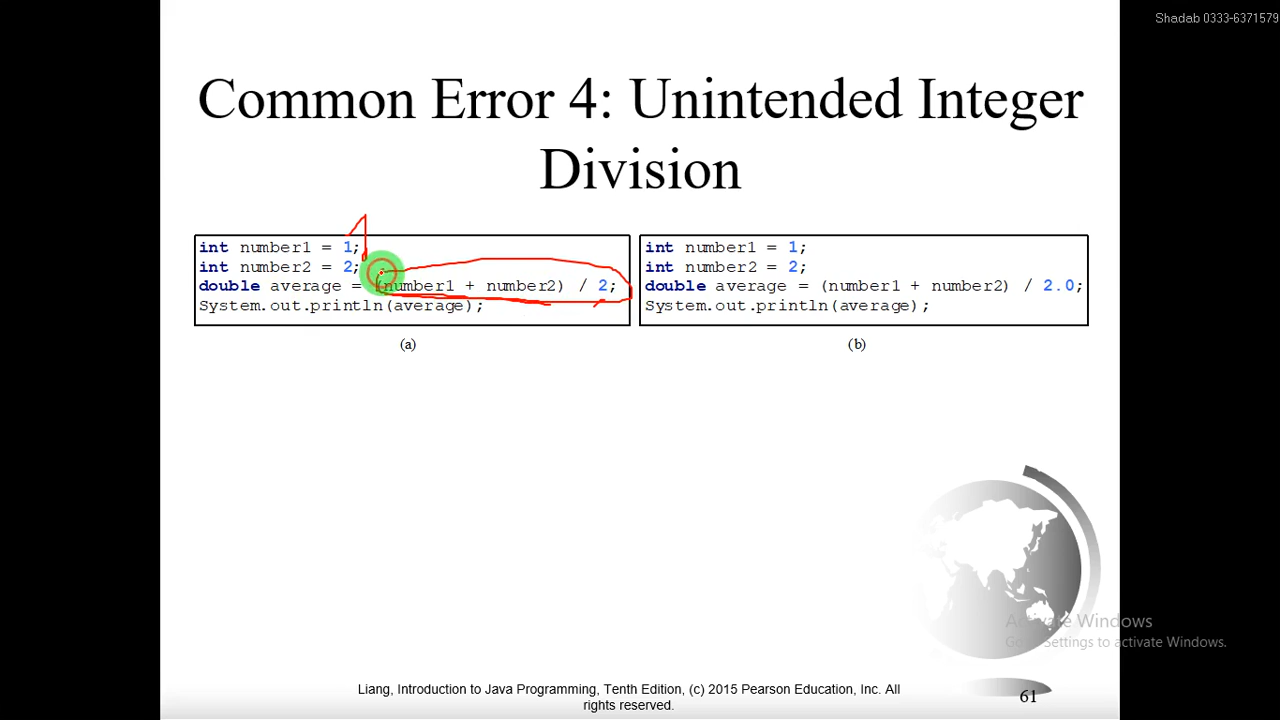 Shadab 0333-6371579
Common Error 4: Unintended Integer
Division
int number1 = 1;
int number2 = 2;
double average = (number1 + number2) / 2;
System.out.println(average);
(a)
int number1 = 1;
int number2 = 2;
double average = (number1 + number2) / 2.0;
System.out.println(average);
(b)
Activate Windows
Go to Settings to activate Windows.
Liang, Introduction to Java Programming, Tenth Edition, (c) 2015 Pearson Education, Inc. All
rights reserved.
61